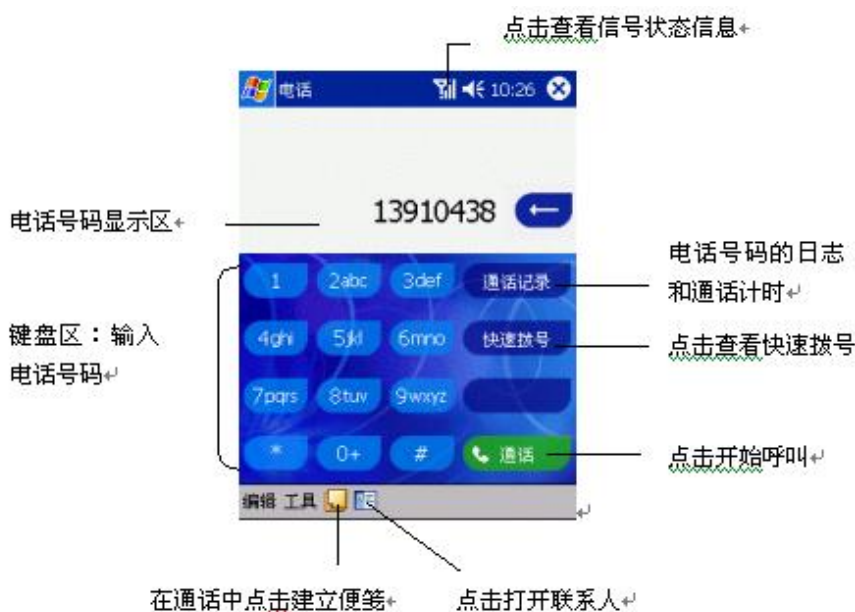 点击查看信号状态信息
电话 10:26
13910438
电话号码显示区
电话号码的日志
和通话计时
1 2abc 3def 通话记录
键盘区：输入
电话号码
4ghi 5jkl 6mno 快速拨号
点击查看快速拨号
7pqrs 8tuv 9wxyz
* 0+ # 通话
点击开始呼叫
编辑 工具
在通话中点击建立便笺
点击打开联系人